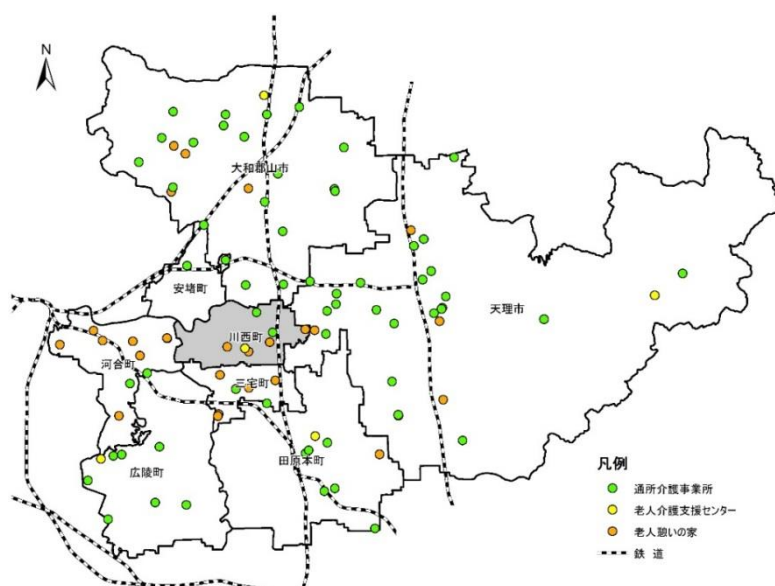 N
大和郡山市
安堵町
天理市
川西町
河合町
三宅町
田原本町
広陵町
凡例
通所介護事業所
老人介護支援センター
老人憩いの家
鉄 道